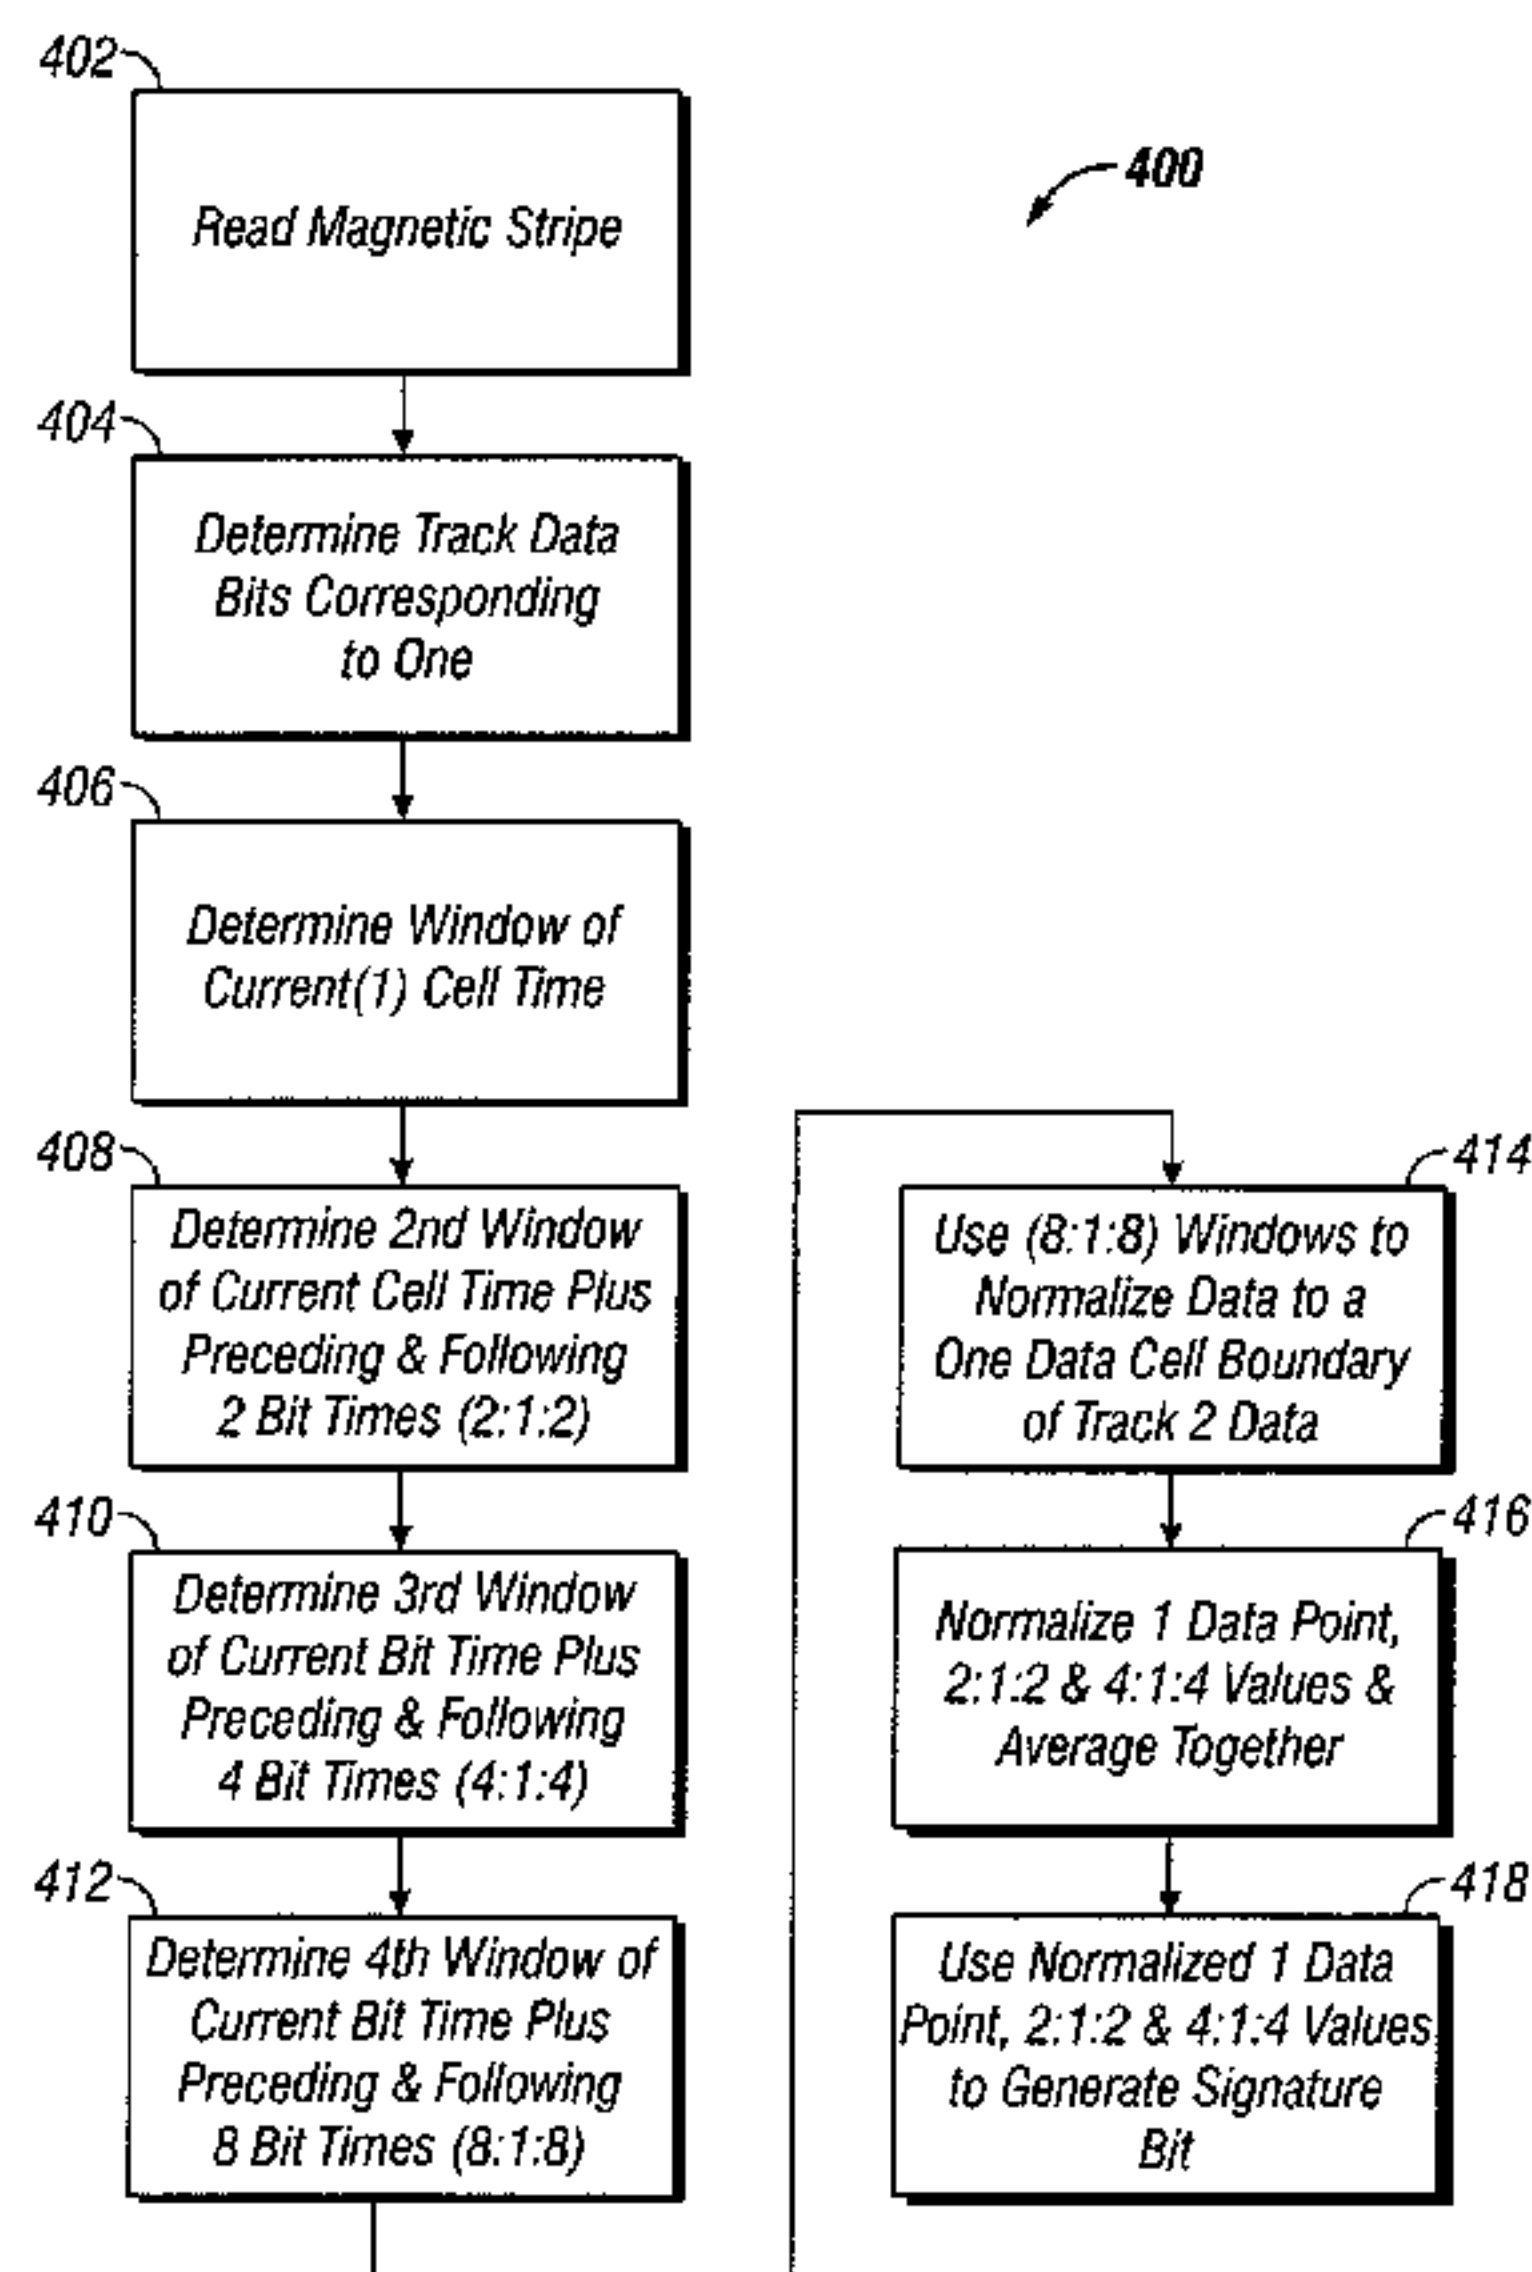 402
Read Magnetic Stripe
400
404
Determine Track Data
Bits Corresponding
to One
406
Determine Window of
Current(1) Cell Time
408
Determine 2nd Window
of Current Cell Time Plus
Preceding & Following
2 Bit Times (2:1:2)
410
Determine 3rd Window
of Current Bit Time Plus
Preceding & Following
4 Bit Times (4:1:4)
412
Determine 4th Window of
Current Bit Time Plus
Preceding & Following
8 Bit Times (8:1:8)
414
Use (8:1:8) Windows to
Normalize Data to a
One Data Cell Boundary
of Track 2 Data
416
Normalize 1 Data Point,
2:1:2 & 4:1:4 Values &
Average Together
418
Use Normalized 1 Data
Point, 2:1:2 & 4:1:4 Values
to Generate Signature
Bit